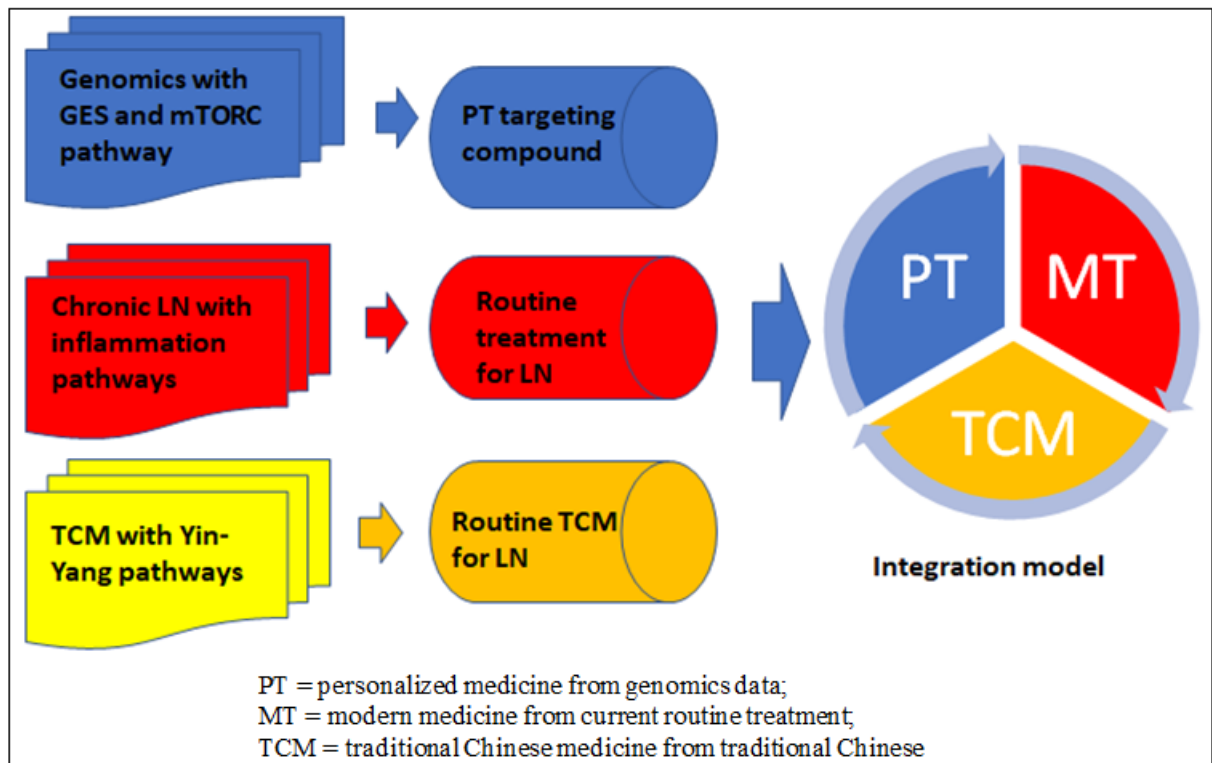 Genomics with
GES and mTORC
pathway
PT targeting
compound
Chronic LN with
inflammation
pathways
Routine
treatment
for LN
TCM with Yin-
Yang pathways
Routine TCM
for LN
PT
MT
TCM
Integration model
PT = personalized medicine from genomics data;
MT = modern medicine from current routine treatment;
TCM = traditional Chinese medicine from traditional Chinese